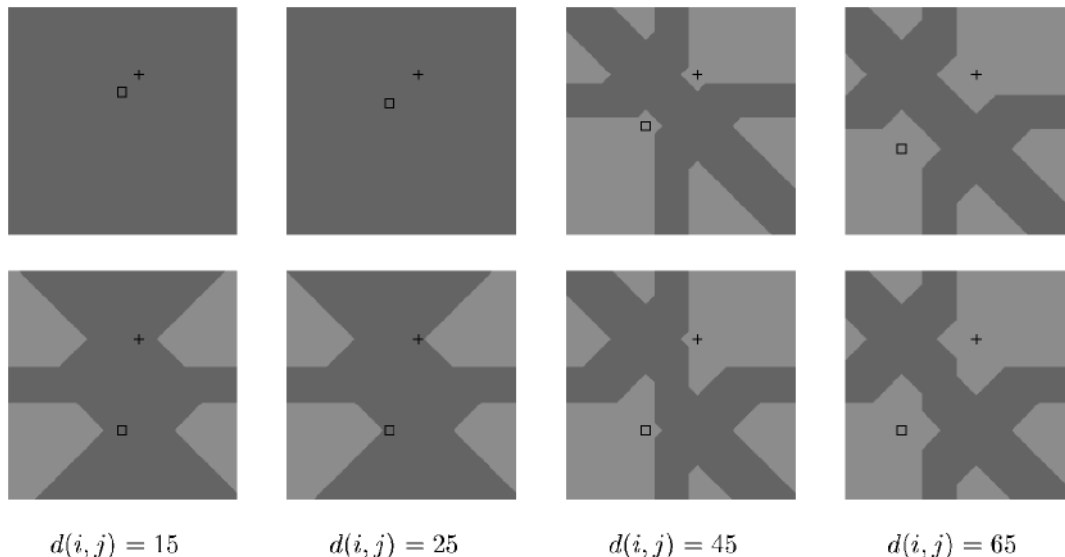 d(i, j) = 15 d(i, j) = 25 d(i, j) = 45 d(i, j) = 65